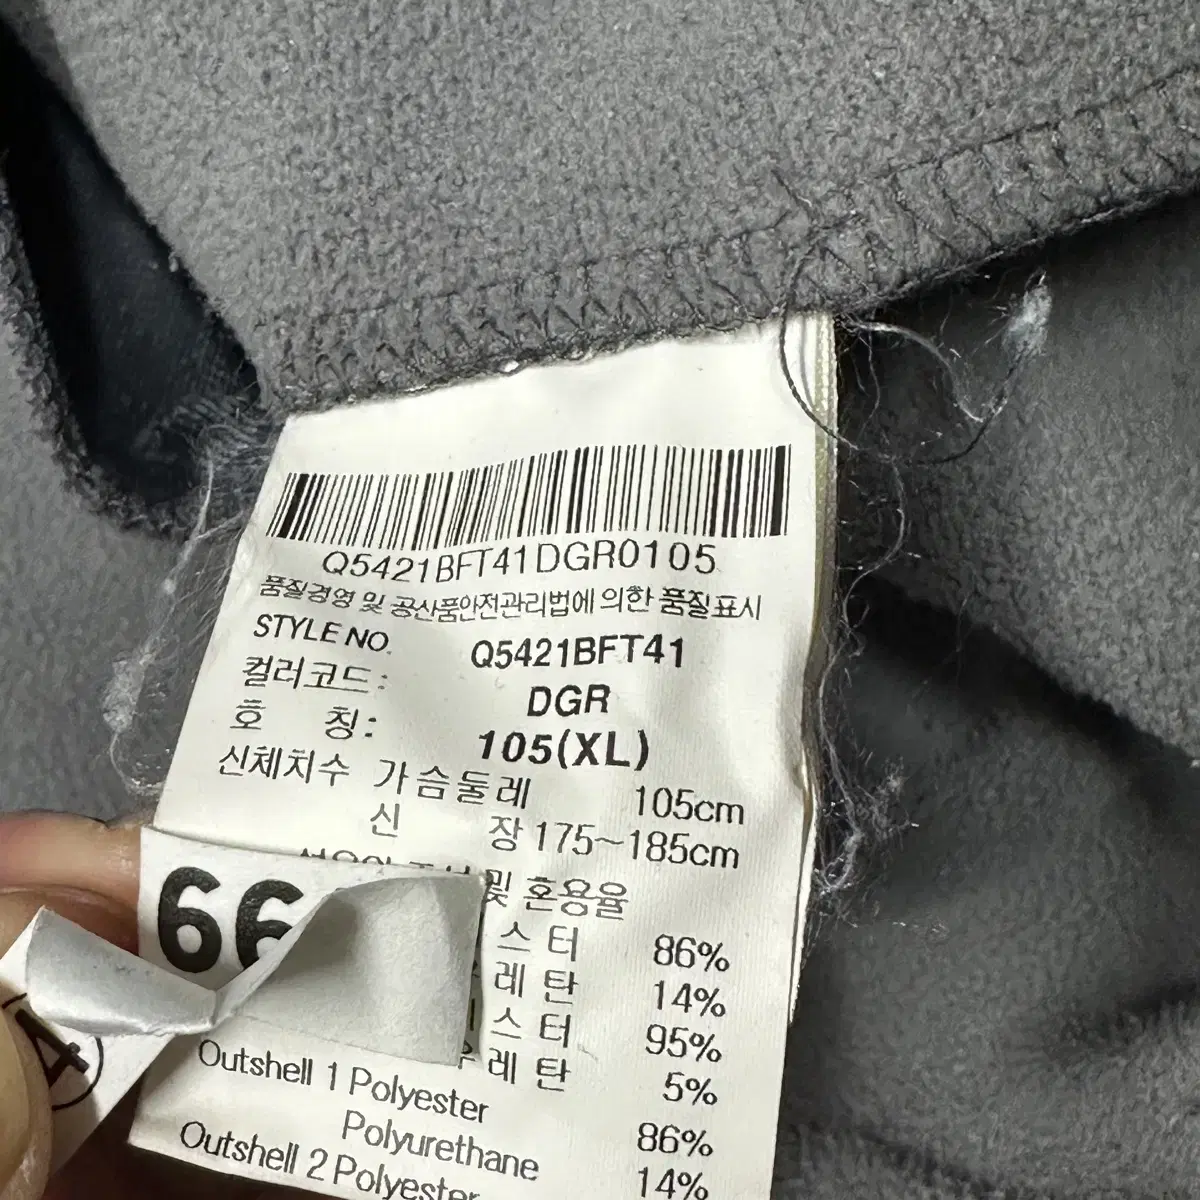 Q5421BFT41DGR0105
품질경영 및 공산품안전관리법에 의한 품질표시
STYLE NO. Q5421BFT41
컬러코드: DGR
호 칭: 105(XL)
신체치수 가슴둘레 105cm
신 장 175~185cm
및 혼용율
66
스터 86%
레탄 14%
스터 95%
레탄 5%
4
Outshell 1 Polyester 86%
Polyurethane 14%
Outshell 2 Polyester